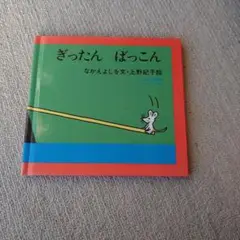 ぎったん ばっこん
なかえよしを文・上野紀子絵